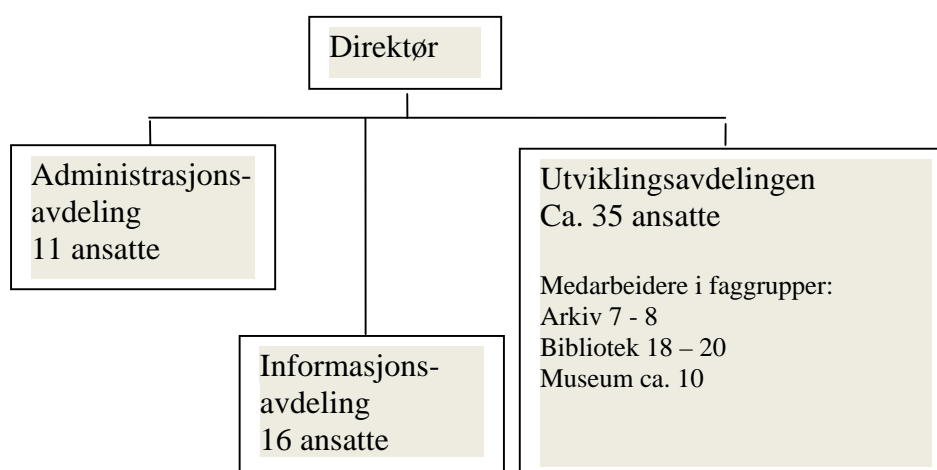 Direktør
Administrasjons-
avdeling
11 ansatte
Informasjons-
avdeling
16 ansatte
Utviklingsavdelingen
Ca. 35 ansatte
Medarbeidere i faggrupper:
Arkiv 7 - 8
Bibliotek 18 – 20
Museum ca. 10